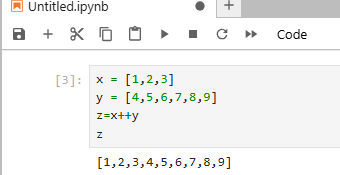 Untitled.ipynb
Code
[3]:
x = [1,2,3]
y = [4,5,6,7,8,9]
z=x++y
z
[1,2,3,4,5,6,7,8,9]